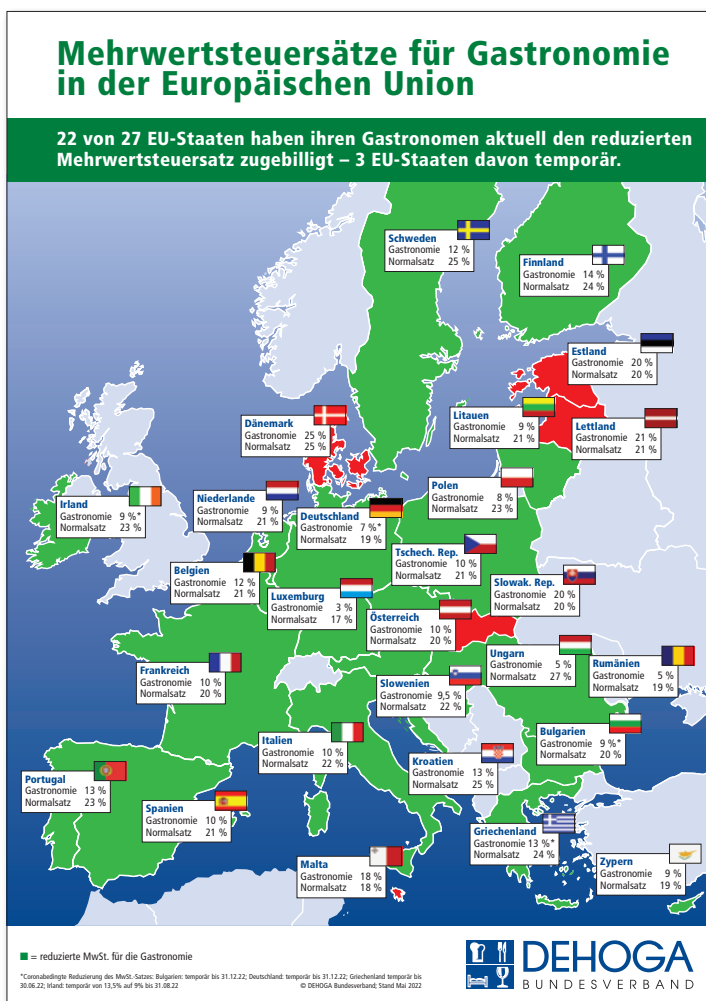 Mehrwertsteuersätze für Gastronomie
in der Europäischen Union
22 von 27 EU-Staaten haben ihren Gastronomen aktuell den reduzierten
Mehrwertsteuersatz zugebilligt – 3 EU-Staaten davon temporär.
Schweden
Gastronomie 12 %
Normalsatz 25 %
Finnland
Gastronomie 14 %
Normalsatz 24 %
Estland
Gastronomie 20 %
Normalsatz 20 %
Dänemark
Gastronomie 25 %
Normalsatz 25 %
Litauen
Gastronomie 9 %
Normalsatz 21 %
Lettland
Gastronomie 21 %
Normalsatz 21 %
Irland
Gastronomie 9 %*
Normalsatz 23 %
Niederlande
Gastronomie 9 %
Normalsatz 21 %
Deutschland
Gastronomie 7 %*
Normalsatz 19 %
Polen
Gastronomie 8 %
Normalsatz 23 %
Tschech. Rep.
Gastronomie 10 %
Normalsatz 21 %
Belgien
Gastronomie 12 %
Normalsatz 21 %
Luxemburg
Gastronomie 3 %
Normalsatz 17 %
Slowak. Rep.
Gastronomie 20 %
Normalsatz 20 %
Österreich
Gastronomie 10 %
Normalsatz 20 %
Frankreich
Gastronomie 10 %
Normalsatz 20 %
Ungarn
Gastronomie 5 %
Normalsatz 27 %
Rumänien
Gastronomie 5 %
Normalsatz 19 %
Slowenien
Gastronomie 9,5 %
Normalsatz 22 %
Italien
Gastronomie 10 %
Normalsatz 22 %
Bulgarien
Gastronomie 9 %*
Normalsatz 20 %
Kroatien
Gastronomie 13 %
Normalsatz 25 %
Portugal
Gastronomie 13 %
Normalsatz 23 %
Spanien
Gastronomie 10 %
Normalsatz 21 %
Griechenland
Gastronomie 13 %*
Normalsatz 24 %
Malta
Gastronomie 18 %
Normalsatz 18 %
Zypern
Gastronomie 9 %
Normalsatz 19 %
= reduzierte MwSt. für die Gastronomie
*Coronabedingte Reduzierung des MwSt.-Satzes: Bulgarien: temporär bis 31.12.22; Deutschland: temporär bis 31.12.22; Griechenland temporär bis
30.06.22; Irland: temporär von 13,5% auf 9% bis 31.08.22
© DEHOGA Bundesverband; Stand Mai 2022
DEHOGA
BUNDESVERBAND